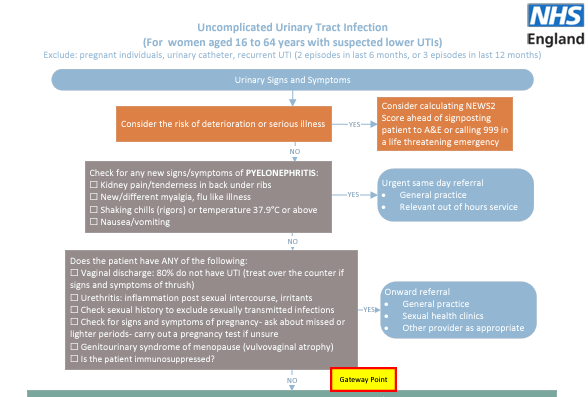 NHS
England
Uncomplicated Urinary Tract Infection
(For women aged 16 to 64 years with suspected lower UTIs)
Exclude: pregnant individuals, urinary catheter, recurrent UTI (2 episodes in last 6 months, or 3 episodes in last 12 months)
Urinary Signs and Symptoms
Consider the risk of deterioration or serious illness
YES
Consider calculating NEWS2
Score ahead of signposting
patient to A&E or calling 999 in
a life threatening emergency
NO
Check for any new signs/symptoms of PYELONEPHRITIS:
☐ Kidney pain/tenderness in back under ribs
☐ New/different myalgia, flu like illness
☐ Shaking chills (rigors) or temperature 37.9°C or above
☐ Nausea/vomiting
YES
Urgent same day referral
• General practice
• Relevant out of hours service
NO
Does the patient have ANY of the following:
☐ Vaginal discharge: 80% do not have UTI (treat over the counter if
signs and symptoms of thrush)
☐ Urethritis: inflammation post sexual intercourse, irritants
☐ Check sexual history to exclude sexually transmitted infections
☐ Check for signs and symptoms of pregnancy- ask about missed or
lighter periods- carry out a pregnancy test if unsure
☐ Genitourinary syndrome of menopause (vulvovaginal atrophy)
☐ Is the patient immunosuppressed?
YES
Onward referral
• General practice
• Sexual health clinics
• Other provider as appropriate
NO
Gateway Point